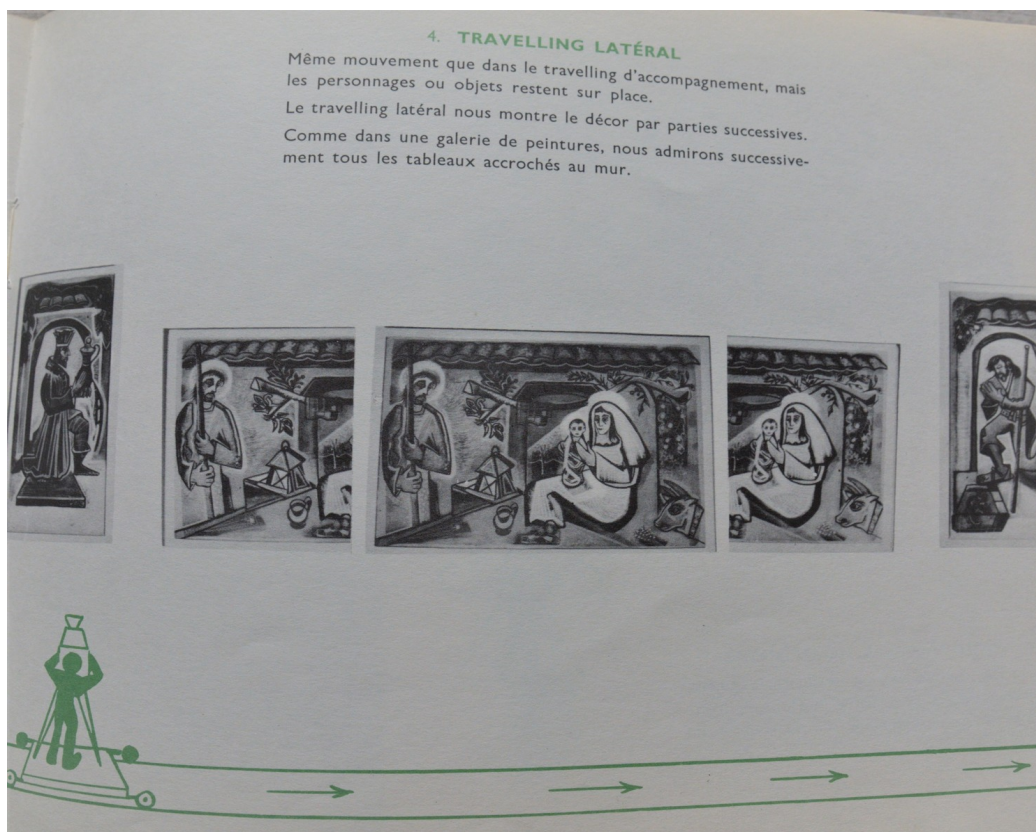 4. TRAVELLING LATÉRAL
Même mouvement que dans le travelling d'accompagnement, mais
les personnages ou objets restent sur place.
Le travelling latéral nous montre le décor par parties successives.
Comme dans une galerie de peintures, nous admirons successive-
ment tous les tableaux accrochés au mur.